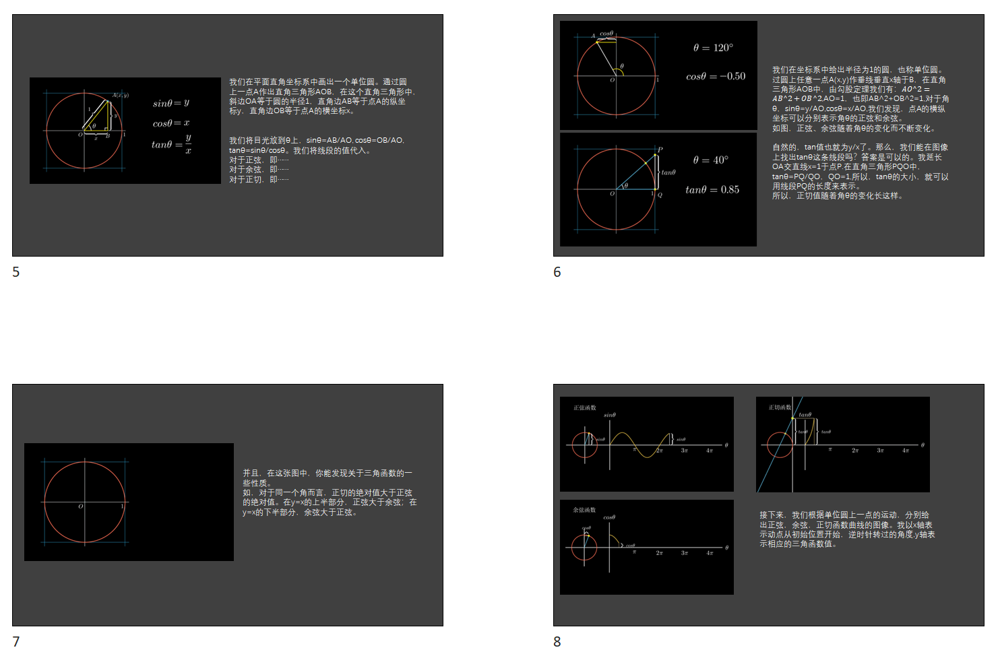 A(x, y)
1
θ
y
O
x
B
1
sinθ = y
cosθ = x
tanθ = y/x
我们在平面直角坐标系中画出一个单位圆。通过圆
上一点A作出直角三角形AOB，在这个直角三角形中，
斜边OA等于圆的半径1，直角边AB等于点A的纵坐
标y，直角边OB等于点A的横坐标x。
我们将目光放到θ上，sinθ=AB/AO,cosθ=OB/AO,
tanθ=sinθ/cosθ。我们将线段的值代入。
对于正弦，即……
对于余弦，即……
对于正切，即……
5
A
cosθ
θ
O
1
θ = 120°
cosθ = −0.50
P
tanθ
θ
O
1
Q
θ = 40°
tanθ = 0.85
我们在坐标系中给出半径为1的圆，也称单位圆。
过圆上任意一点A(x,y)作垂线垂直x轴于B，在直角
三角形AOB中，由勾股定理我们有：AO^2 =
AB^2 + OB^2,AO=1，也即AB^2+OB^2=1,对于角
θ，sinθ=y/AO,cosθ=x/AO,我们发现，点A的横纵
坐标可以分别表示角θ的正弦和余弦。
如图，正弦、余弦随着角θ的变化而不断变化。
自然的，tan值也就为y/x了。那么，我们能在图像
上找出tanθ这条线段吗？答案是可以的。我延长
OA交直线x=1于点P,在直角三角形PQO中，
tanθ=PQ/QO，QO=1,所以，tanθ的大小，就可以
用线段PQ的长度来表示。
所以，正切值随着角θ的变化长这样。
6
O
1
并且，在这张图中，你能发现关于三角函数的一
些性质。
如，对于同一个角而言，正切的绝对值大于正弦
的绝对值。在y=x的上半部分，正弦大于余弦；在
y=x的下半部分，余弦大于正弦。
7
正弦函数
sinθ
sinθ
sinθ
π
2π
3π
4π
θ
正切函数
tanθ
tanθ
tanθ
π
2π
3π
4π
θ
余弦函数
cosθ
cosθ
cosθ
π
2π
3π
4π
θ
接下来，我们根据单位圆上一点的运动，分别给
出正弦，余弦，正切函数曲线的图像。我以x轴表
示动点从初始位置开始，逆时针转过的角度,y轴表
示相应的三角函数值。
8